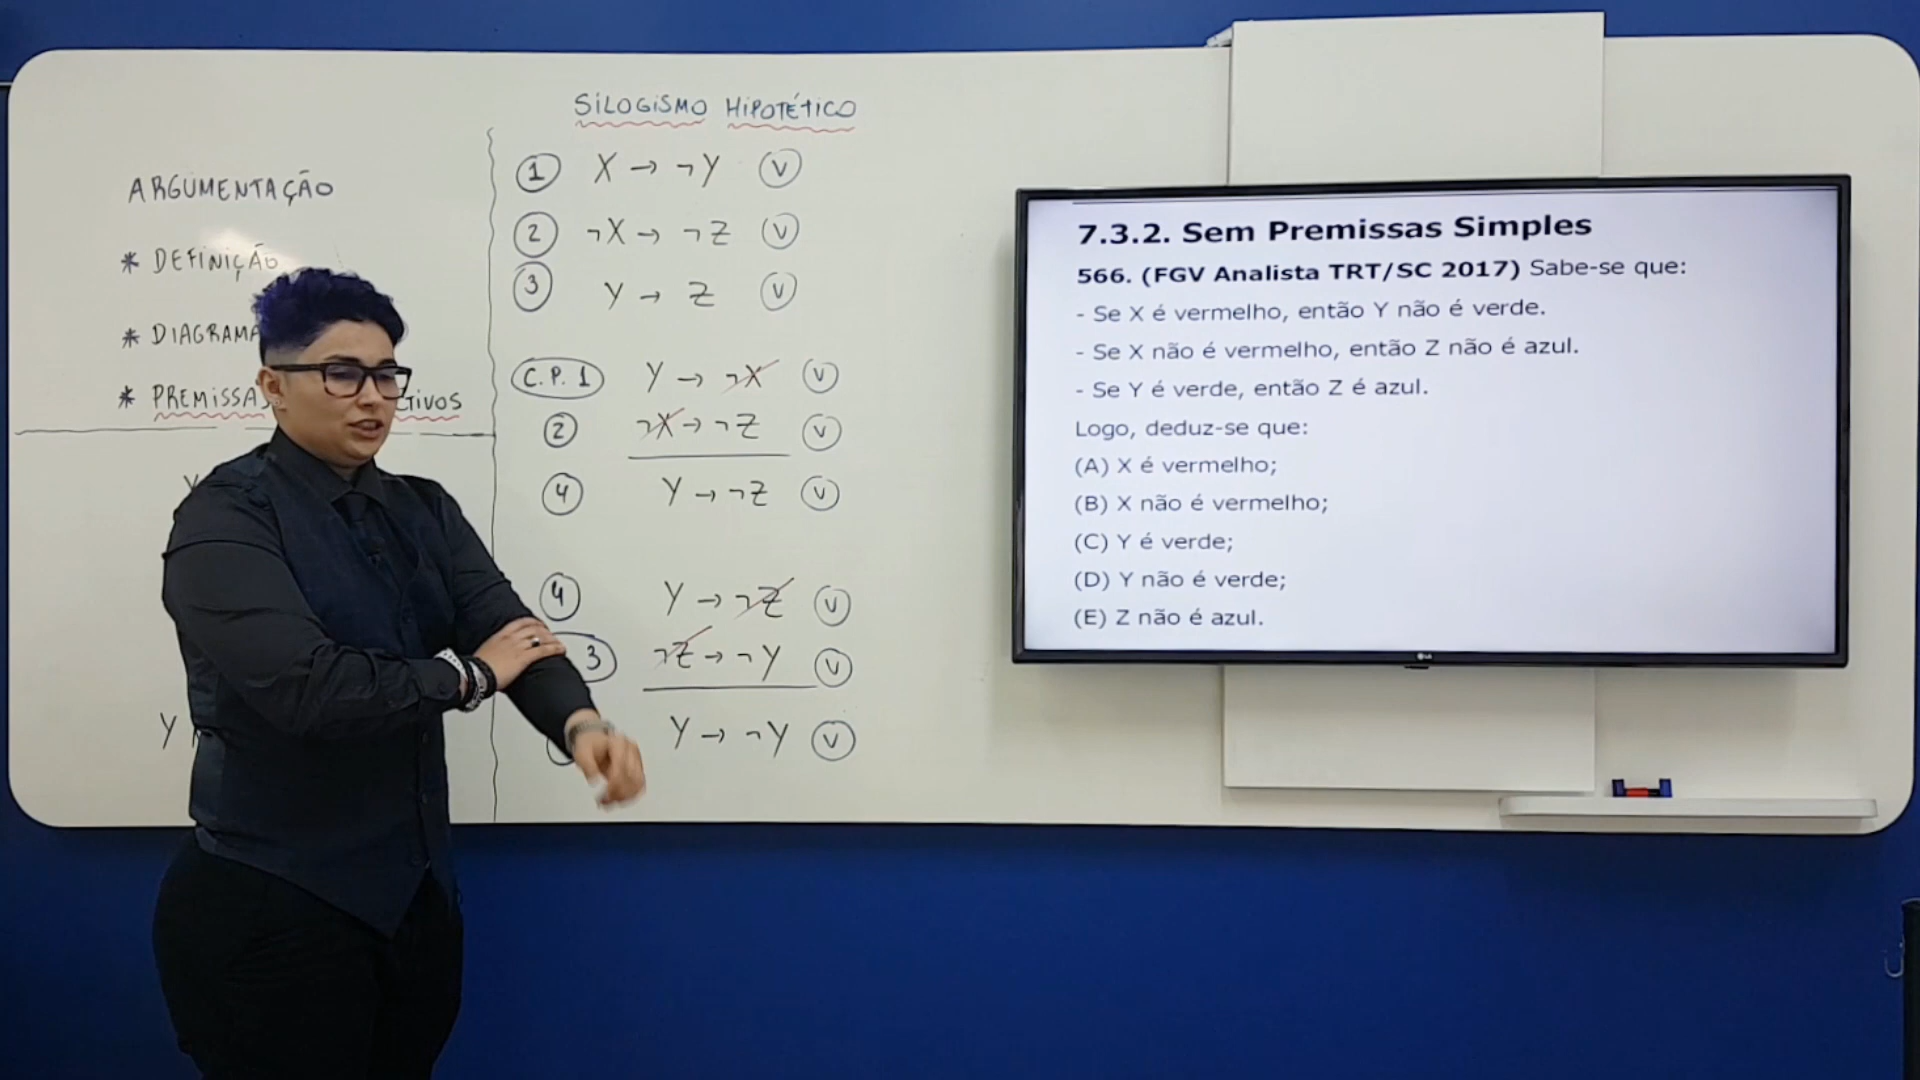 ARGUMENTAÇÃO
* DEFINIÇÃO
* DIAGRAMA
* PREMISSAS
Y
SILOGISMO HIPOTÉTICO
1 X → ¬Y V
2 ¬X → ¬Z V
3 Y → Z V
C.P. 1 Y → ¬X V
2 ¬X → ¬Z V
4 Y → ¬Z V
4 Y → ¬Z V
3 ¬Z → ¬Y V
Y → ¬Y V
7.3.2. Sem Premissas Simples
566. (FGV Analista TRT/SC 2017) Sabe-se que:
- Se X é vermelho, então Y não é verde.
- Se X não é vermelho, então Z não é azul.
- Se Y é verde, então Z é azul.
Logo, deduz-se que:
(A) X é vermelho;
(B) X não é vermelho;
(C) Y é verde;
(D) Y não é verde;
(E) Z não é azul.
LG